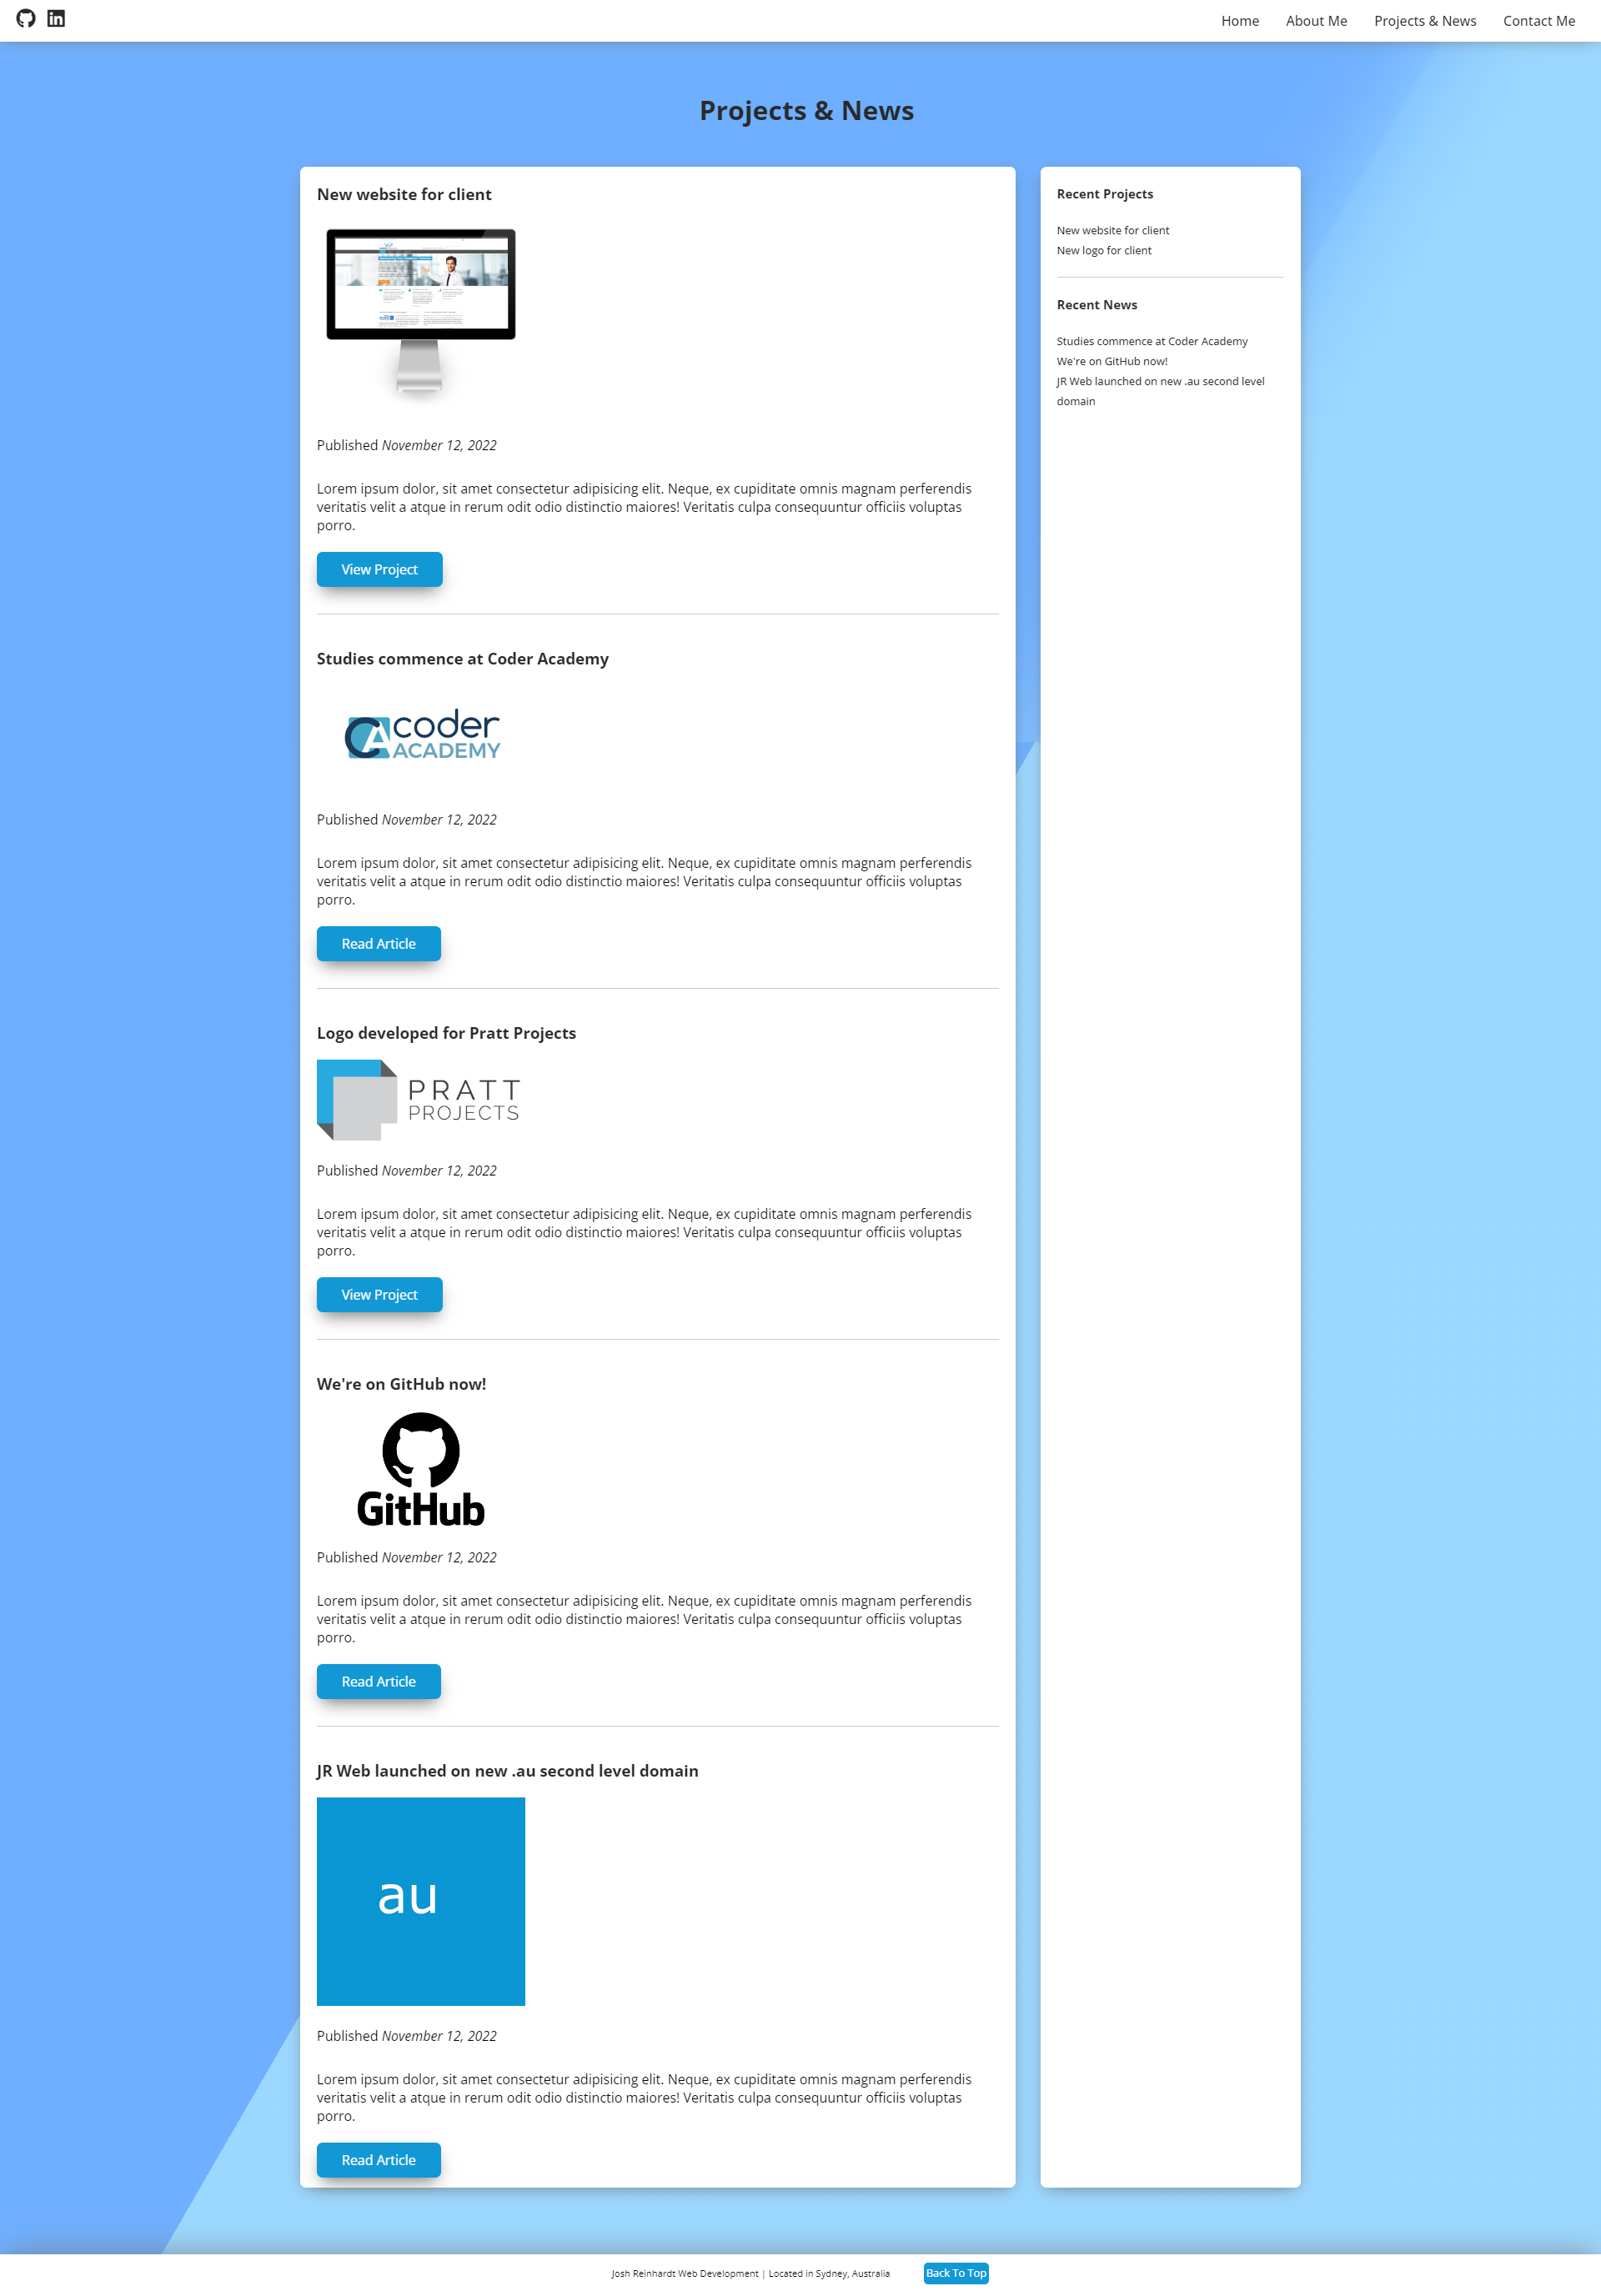 Home About Me Projects & News Contact Me
Projects & News
New website for client
Published November 12, 2022
Lorem ipsum dolor, sit amet consectetur adipisicing elit. Neque, ex cupiditate omnis magnam perferendis
veritatis velit a atque in rerum odit odio distinctio maiores! Veritatis culpa consequuntur officiis voluptas
porro.
View Project
Studies commence at Coder Academy
CA coder
ACADEMY
Published November 12, 2022
Lorem ipsum dolor, sit amet consectetur adipisicing elit. Neque, ex cupiditate omnis magnam perferendis
veritatis velit a atque in rerum odit odio distinctio maiores! Veritatis culpa consequuntur officiis voluptas
porro.
Read Article
Logo developed for Pratt Projects
PRATT
PROJECTS
Published November 12, 2022
Lorem ipsum dolor, sit amet consectetur adipisicing elit. Neque, ex cupiditate omnis magnam perferendis
veritatis velit a atque in rerum odit odio distinctio maiores! Veritatis culpa consequuntur officiis voluptas
porro.
View Project
We're on GitHub now!
GitHub
Published November 12, 2022
Lorem ipsum dolor, sit amet consectetur adipisicing elit. Neque, ex cupiditate omnis magnam perferendis
veritatis velit a atque in rerum odit odio distinctio maiores! Veritatis culpa consequuntur officiis voluptas
porro.
Read Article
JR Web launched on new .au second level domain
au
Published November 12, 2022
Lorem ipsum dolor, sit amet consectetur adipisicing elit. Neque, ex cupiditate omnis magnam perferendis
veritatis velit a atque in rerum odit odio distinctio maiores! Veritatis culpa consequuntur officiis voluptas
porro.
Read Article
Recent Projects
New website for client
New logo for client
Recent News
Studies commence at Coder Academy
We're on GitHub now!
JR Web launched on new .au second level
domain
Josh Reinhardt Web Development | Located in Sydney, Australia
Back To Top